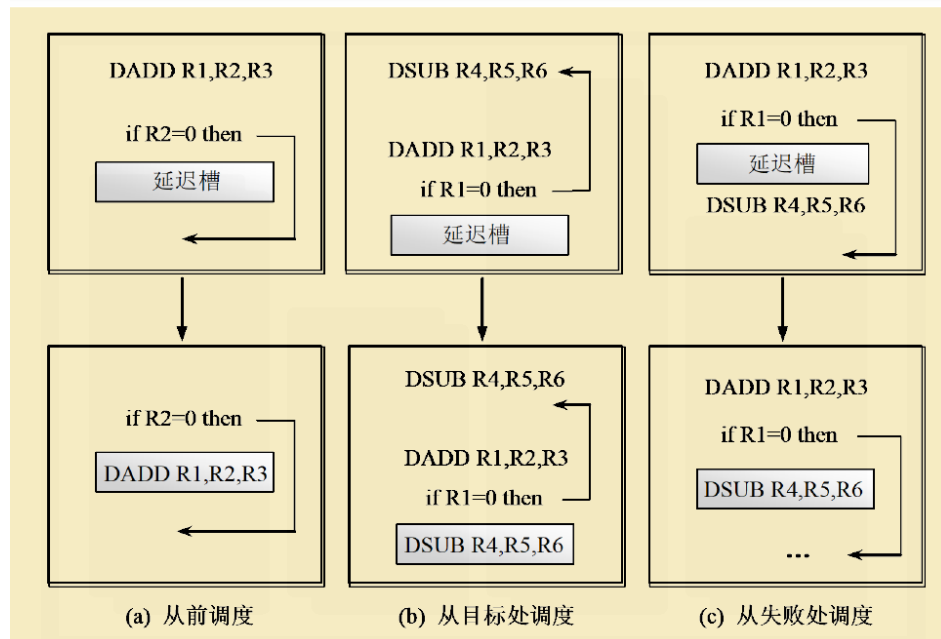 DADD R1,R2,R3
if R2=0 then
延迟槽
DSUB R4,R5,R6
DADD R1,R2,R3
if R1=0 then
延迟槽
DADD R1,R2,R3
if R1=0 then
延迟槽
DSUB R4,R5,R6
if R2=0 then
DADD R1,R2,R3
DSUB R4,R5,R6
DADD R1,R2,R3
if R1=0 then
DSUB R4,R5,R6
DADD R1,R2,R3
if R1=0 then
DSUB R4,R5,R6
...
(a) 从前调度
(b) 从目标处调度
(c) 从失败处调度